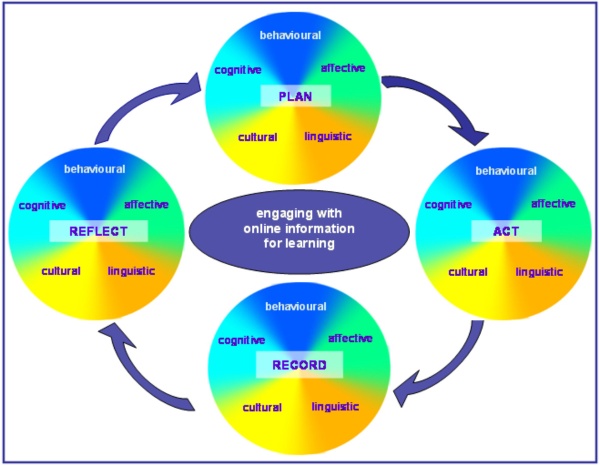 behavioural
cognitive
affective
PLAN
cultural
linguistic
behavioural
cognitive
affective
REFLECT
cultural
linguistic
engaging with
online information
for learning
behavioural
cognitive
affective
ACT
cultural
linguistic
behavioural
cognitive
affective
RECORD
cultural
linguistic